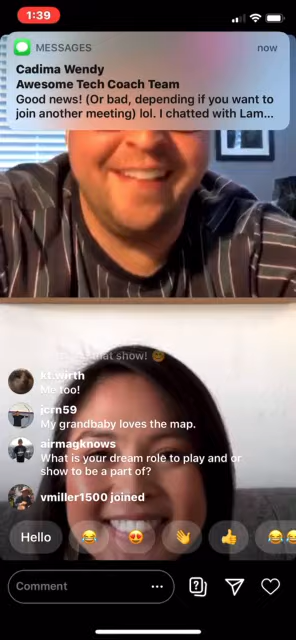 1:39
MESSAGES
now
Cadima Wendy
Awesome Tech Coach Team
Good news! (Or bad, depending if you want to
join another meeting) lol. I chatted with Lam...
that show! 😊
kt.wirth
Me too!
jcrn59
My grandbaby loves the map.
airmagknows
What is your dream role to play and or
show to be a part of?
vmiller1500 joined
Hello 😂 😍 👋 👍 😂😂
Comment ...